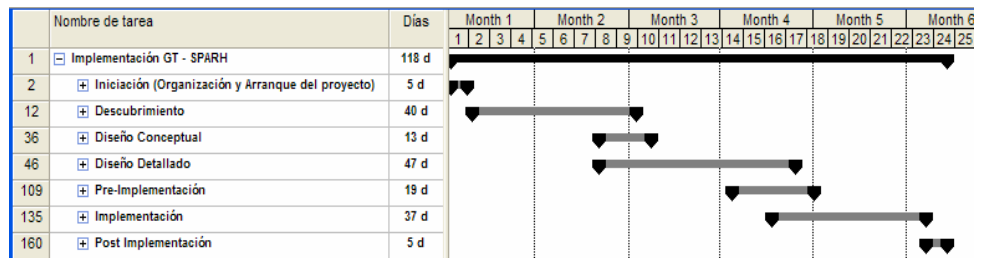 Nombre de tarea Días Month 1 Month 2 Month 3 Month 4 Month 5 Month 6
1 2 3 4 5 6 7 8 9 10 11 12 13 14 15 16 17 18 19 20 21 22 23 24 25
1 Implementación GT - SPARH 118 d
2 Iniciación (Organización y Arranque del proyecto) 5 d
12 Descubrimiento 40 d
36 Diseño Conceptual 13 d
46 Diseño Detallado 47 d
109 Pre-Implementación 19 d
135 Implementación 37 d
160 Post Implementación 5 d